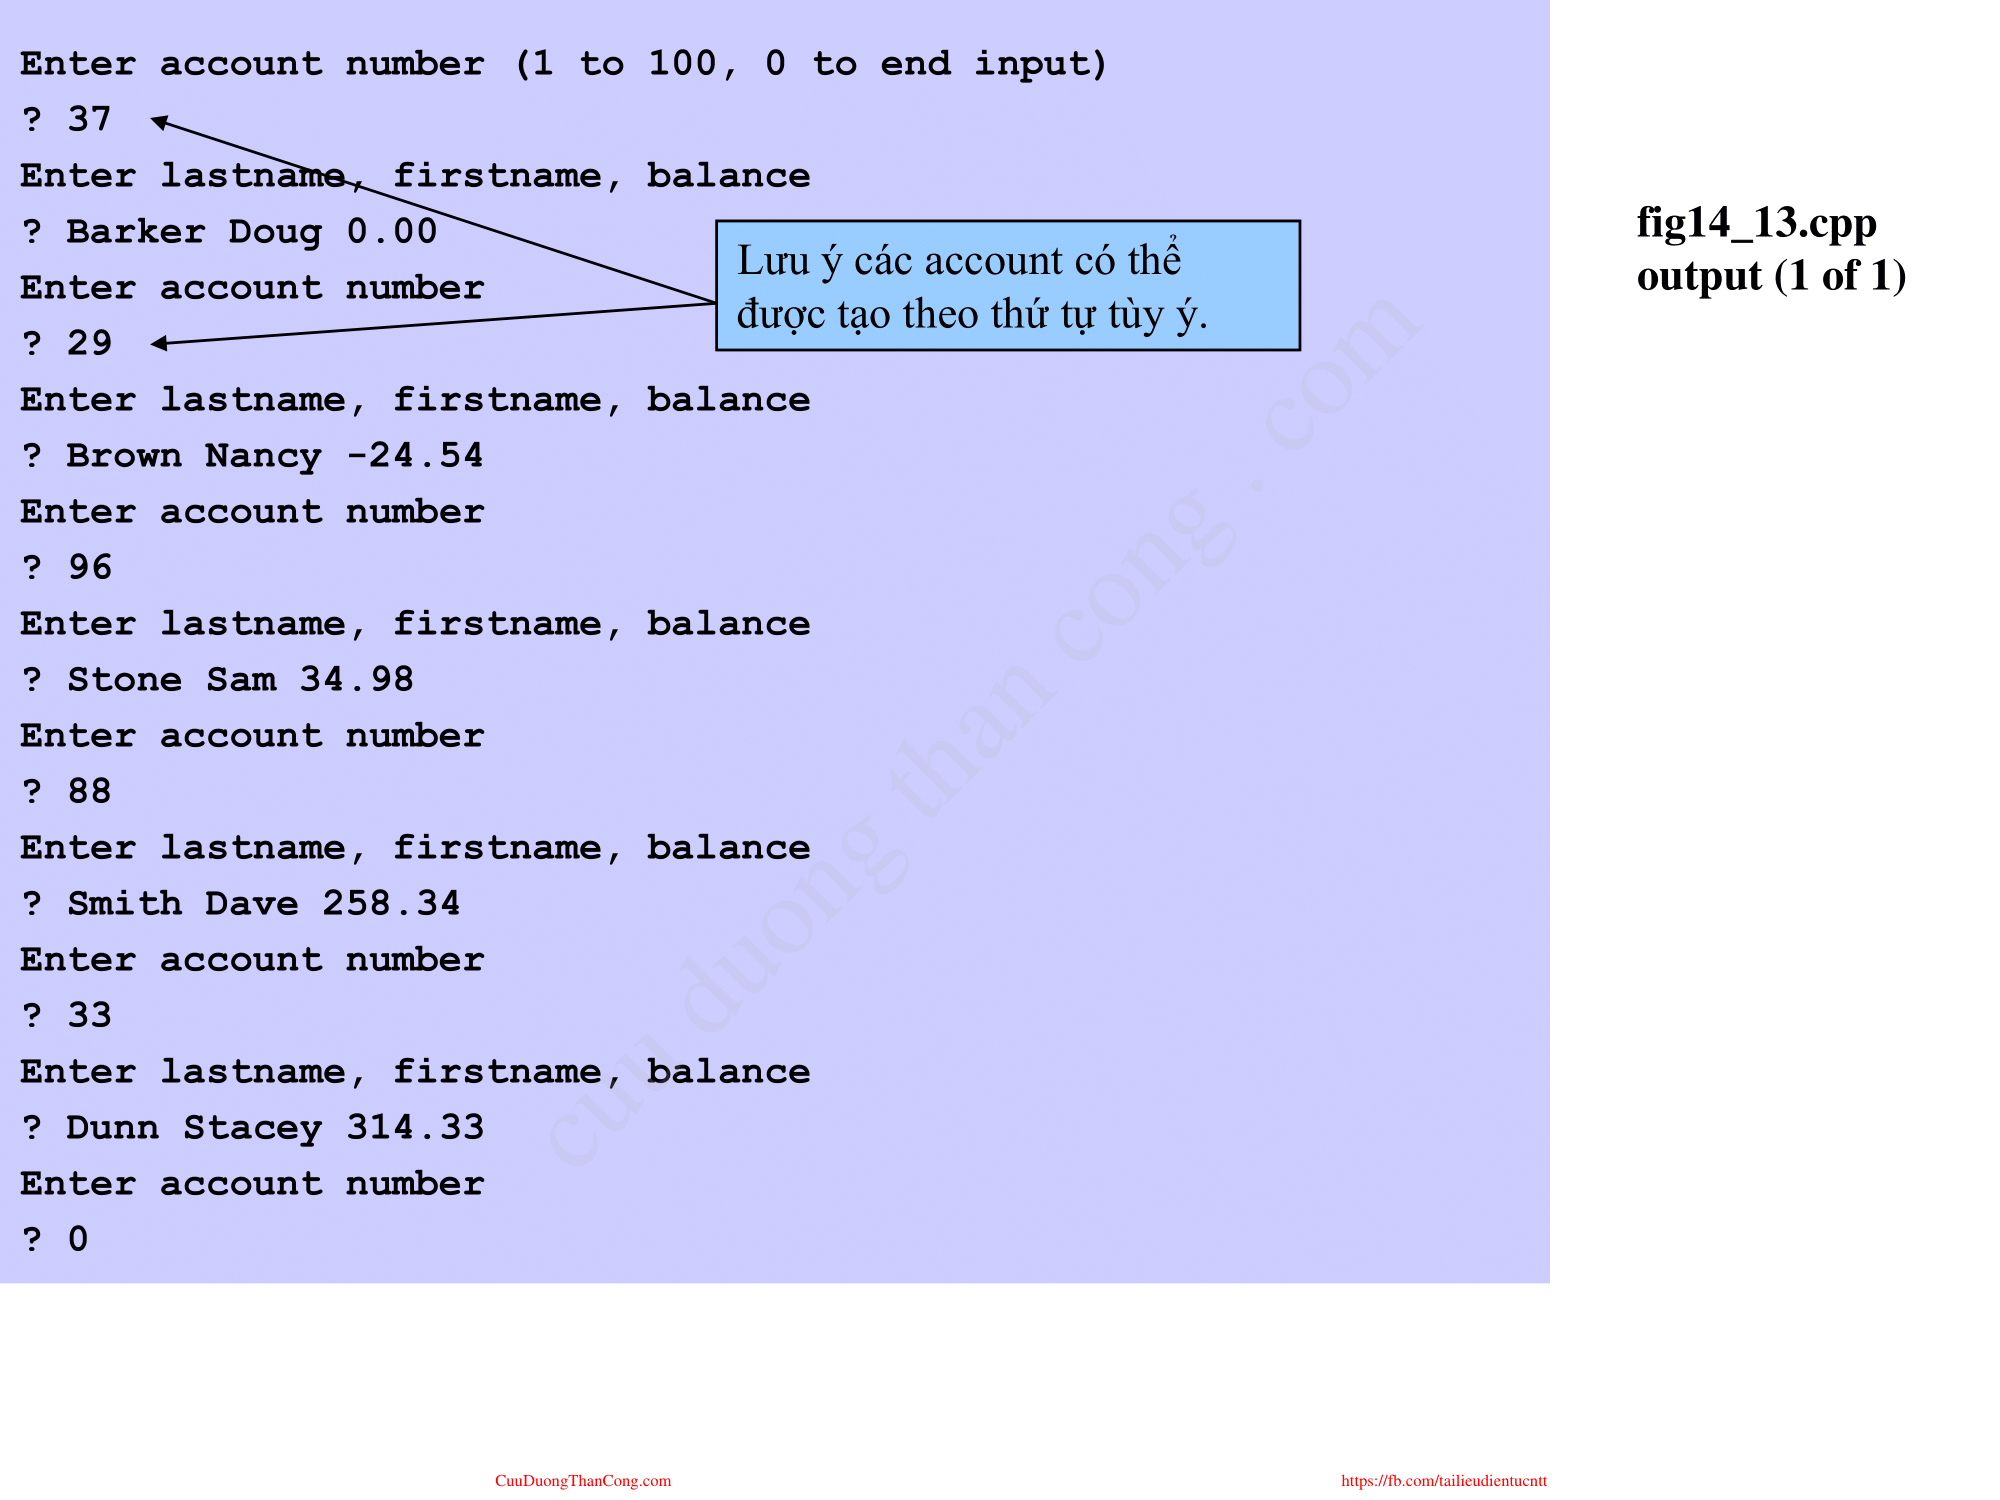 Enter account number (1 to 100, 0 to end input)
? 37
Enter lastname, firstname, balance
? Barker Doug 0.00
Enter account number
? 29
Enter lastname, firstname, balance
? Brown Nancy -24.54
Enter account number
? 96
Enter lastname, firstname, balance
? Stone Sam 34.98
Enter account number
? 88
Enter lastname, firstname, balance
? Smith Dave 258.34
Enter account number
? 33
Enter lastname, firstname, balance
? Dunn Stacey 314.33
Enter account number
? 0
Lưu ý các account có thể
được tạo theo thứ tự tùy ý.
fig14_13.cpp
output (1 of 1)
cuu duong than cong . com
CuuDuongThanCong.com
https://fb.com/tailieudientucntt